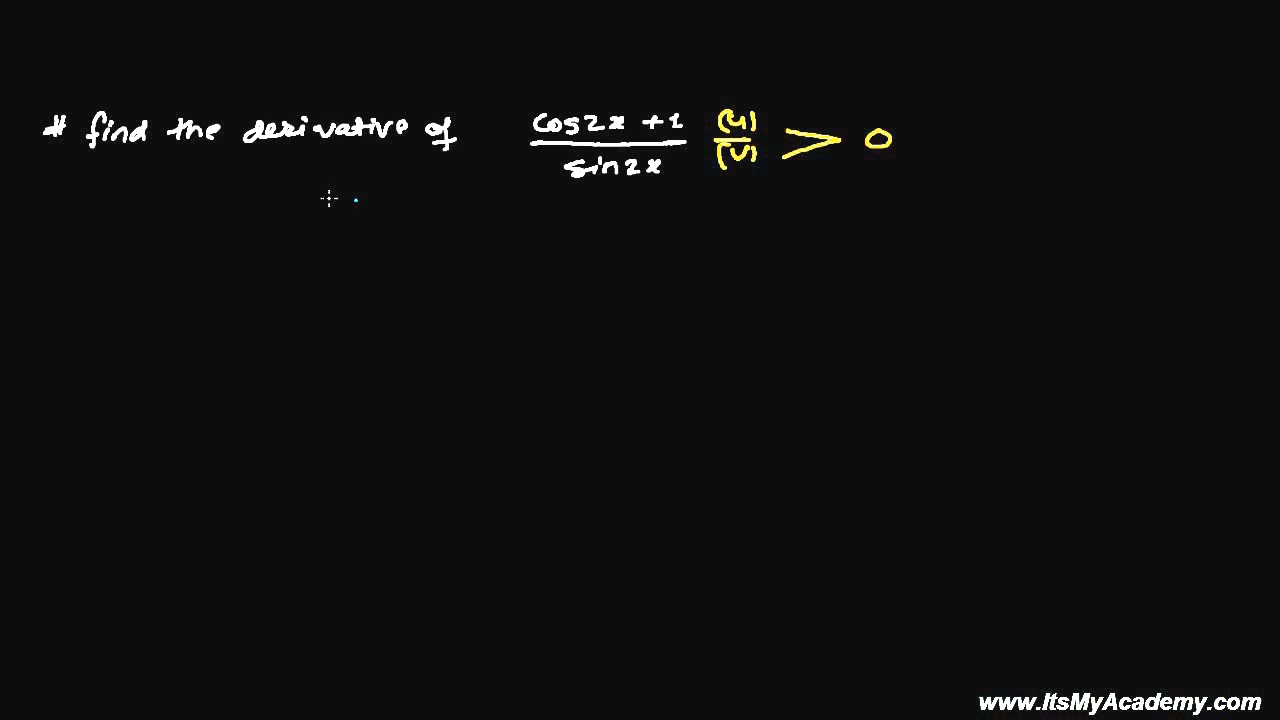 # find the derivative of cos2x +1 (u) > 0
sin2x (v)
www.ItsMyAcademy.com